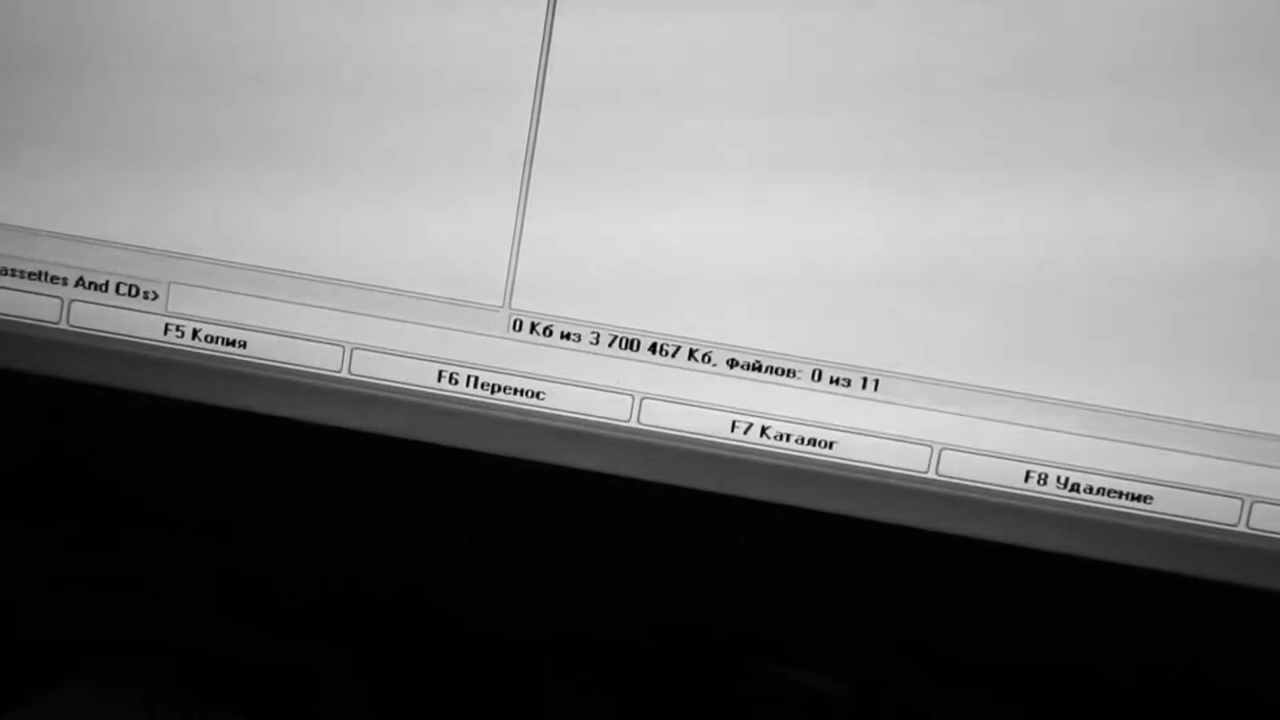 assettes And CDs>
0 Кб из 3 700 467 Кб, файлов: 0 из 11
F5 Копия
F6 Перенос
F7 Каталог
F8 Удаление